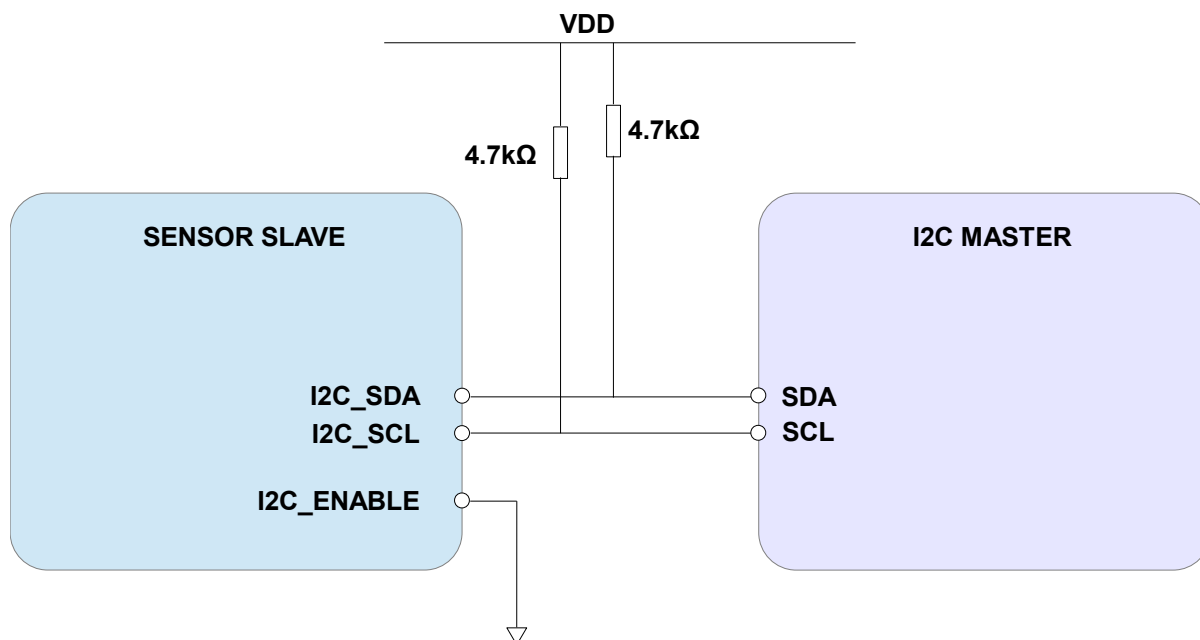 VDD
4.7kΩ
4.7kΩ
SENSOR SLAVE
I2C MASTER
I2C_SDA
SDA
I2C_SCL
SCL
I2C_ENABLE